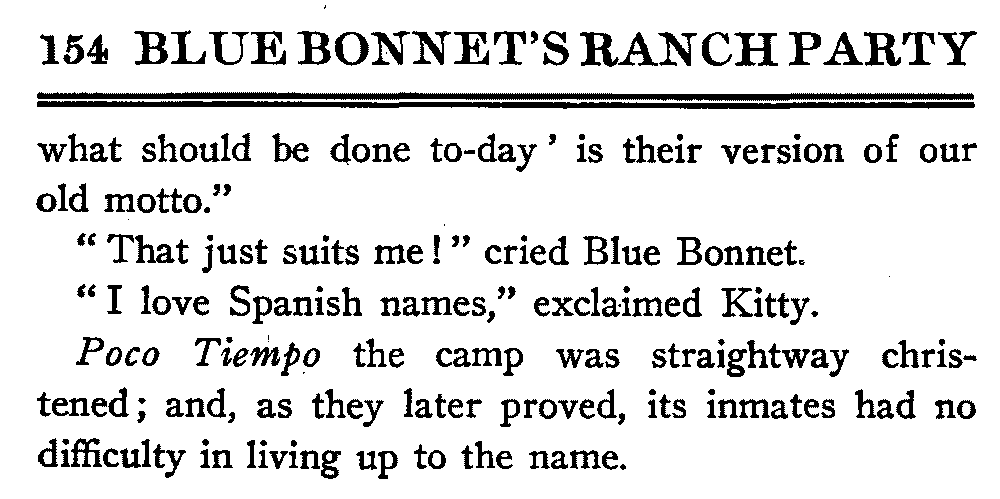 154 BLUE BONNET'S RANCH PARTY
what should be done to-day ' is their version of our
old motto."
" That just suits me ! " cried Blue Bonnet.
" I love Spanish names," exclaimed Kitty.
Poco Tiempo the camp was straightway chris-
tened ; and, as they later proved, its inmates had no
difficulty in living up to the name.